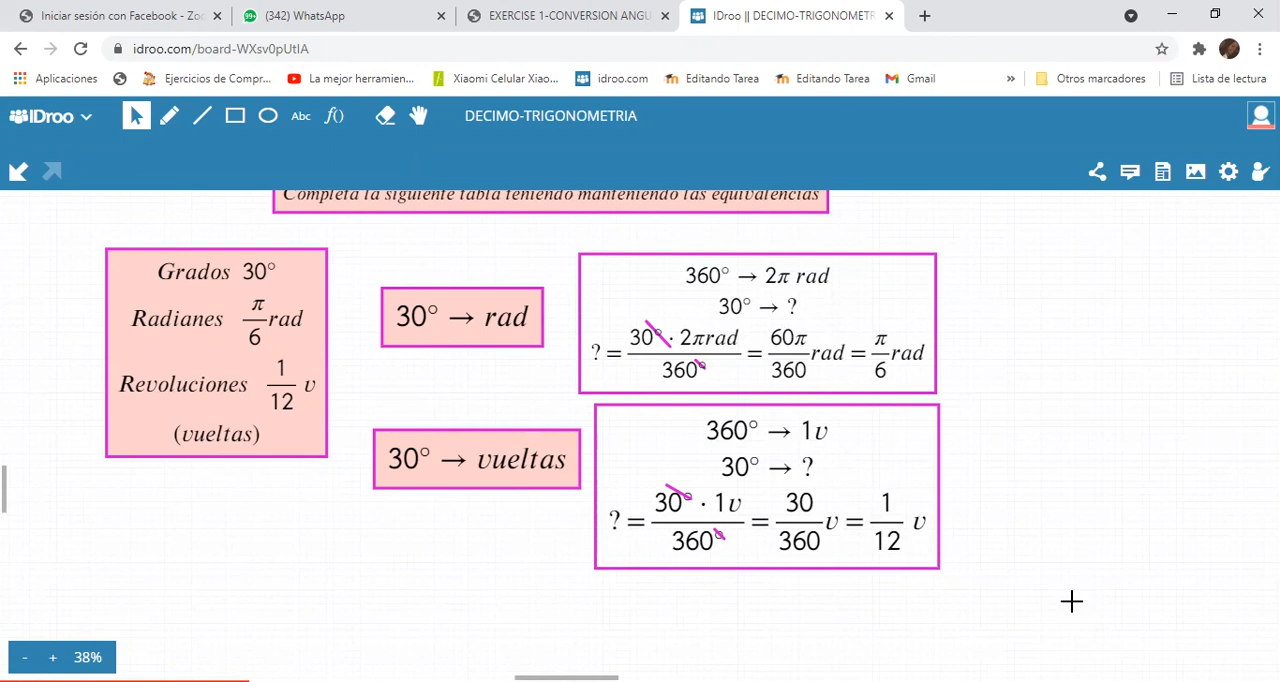 Iniciar sesión con Facebook - Zoo
(342) WhatsApp
EXERCISE 1-CONVERSION ANGU
IDroo || DECIMO-TRIGONOMETR
idroo.com/board-WXsv0pUtIA
Aplicaciones
Ejercicios de Compr...
La mejor herramien...
Xiaomi Celular Xiao...
idroo.com
Editando Tarea
Editando Tarea
Gmail
»
Otros marcadores
Lista de lectura
IDroo
Abc
f()
DECIMO-TRIGONOMETRIA
Completa la siguiente tabla teniendo manteniendo las equivalencias
Grados 30°
Radianes π/6 rad
Revoluciones 1/12 v
(vueltas)
30° → rad
360° → 2π rad
30° → ?
? = 30° · 2πrad/360° = 60π/360 rad = π/6 rad
30° → vueltas
360° → 1v
30° → ?
? = 30° · 1v/360° = 30/360 v = 1/12 v
- + 38%